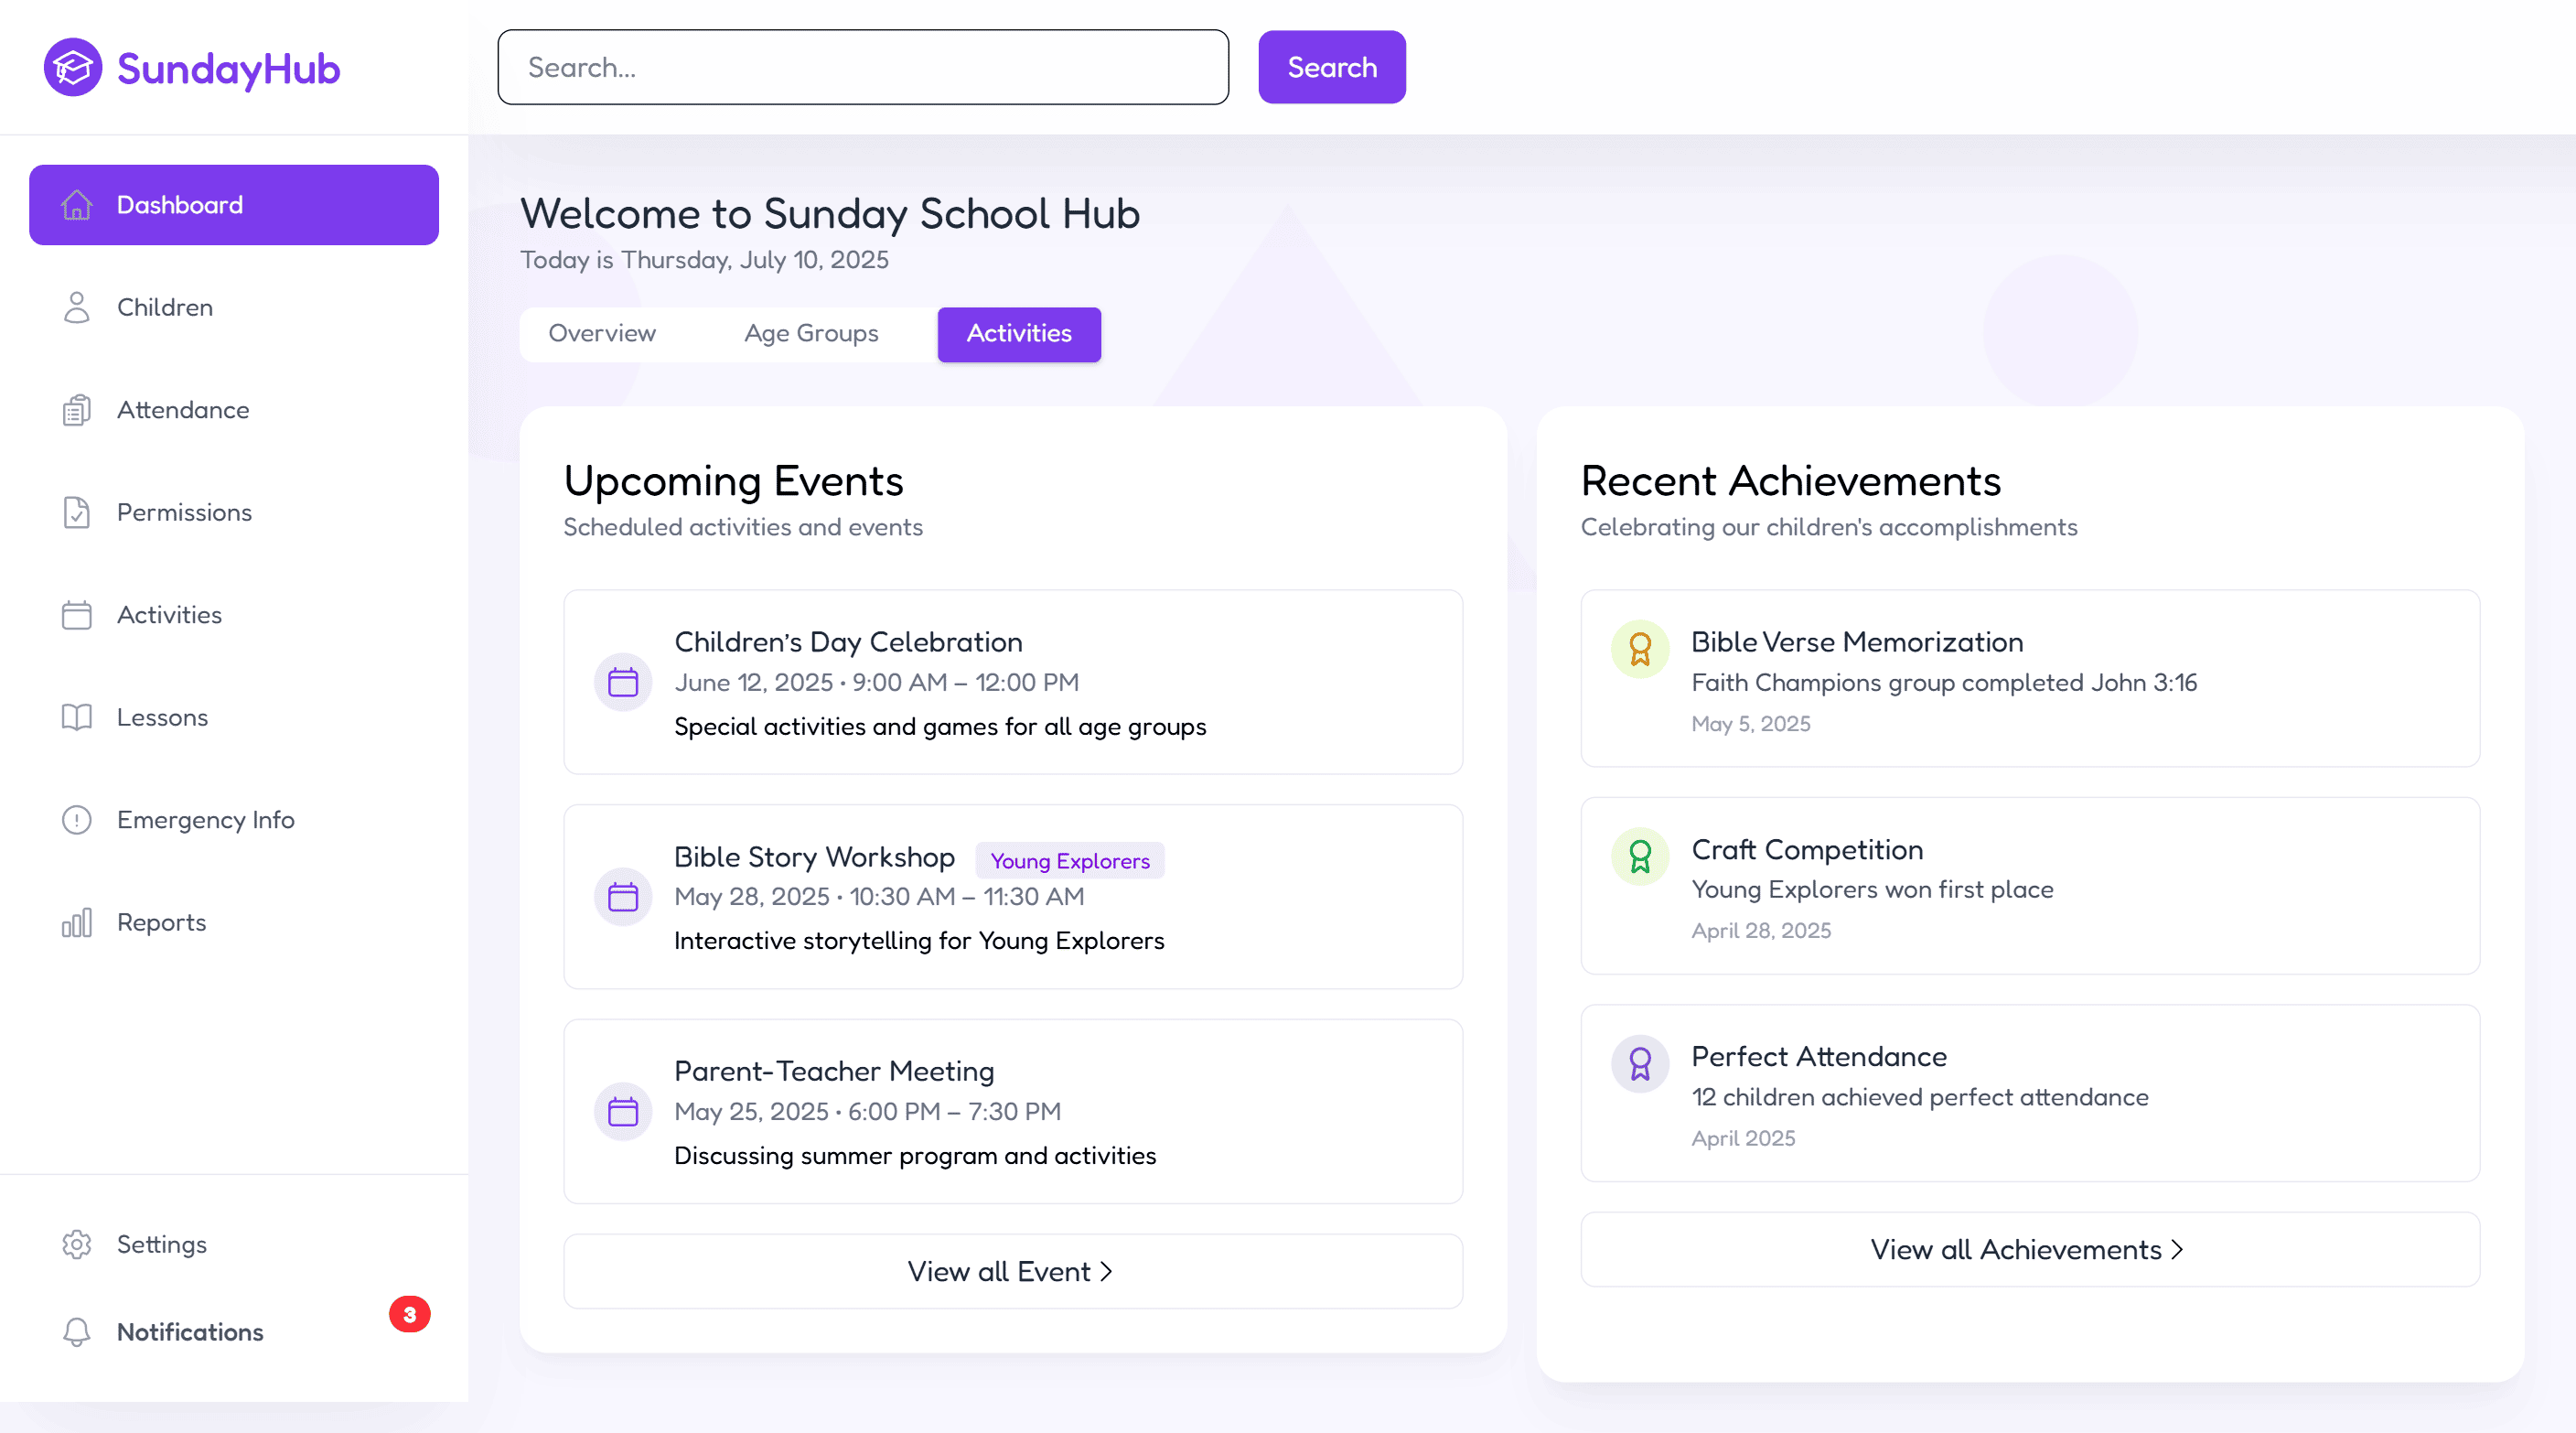 SundayHub
Search...
Search
Dashboard
Children
Attendance
Permissions
Activities
Lessons
Emergency Info
Reports
Settings
Notifications
3
Welcome to Sunday School Hub
Today is Thursday, July 10, 2025
Overview
Age Groups
Activities
Upcoming Events
Scheduled activities and events
Children’s Day Celebration
June 12, 2025 • 9:00 AM – 12:00 PM
Special activities and games for all age groups
Bible Story Workshop
Young Explorers
May 28, 2025 • 10:30 AM – 11:30 AM
Interactive storytelling for Young Explorers
Parent-Teacher Meeting
May 25, 2025 • 6:00 PM – 7:30 PM
Discussing summer program and activities
View all Event
Recent Achievements
Celebrating our children's accomplishments
Bible Verse Memorization
Faith Champions group completed John 3:16
May 5, 2025
Craft Competition
Young Explorers won first place
April 28, 2025
Perfect Attendance
12 children achieved perfect attendance
April 2025
View all Achievements